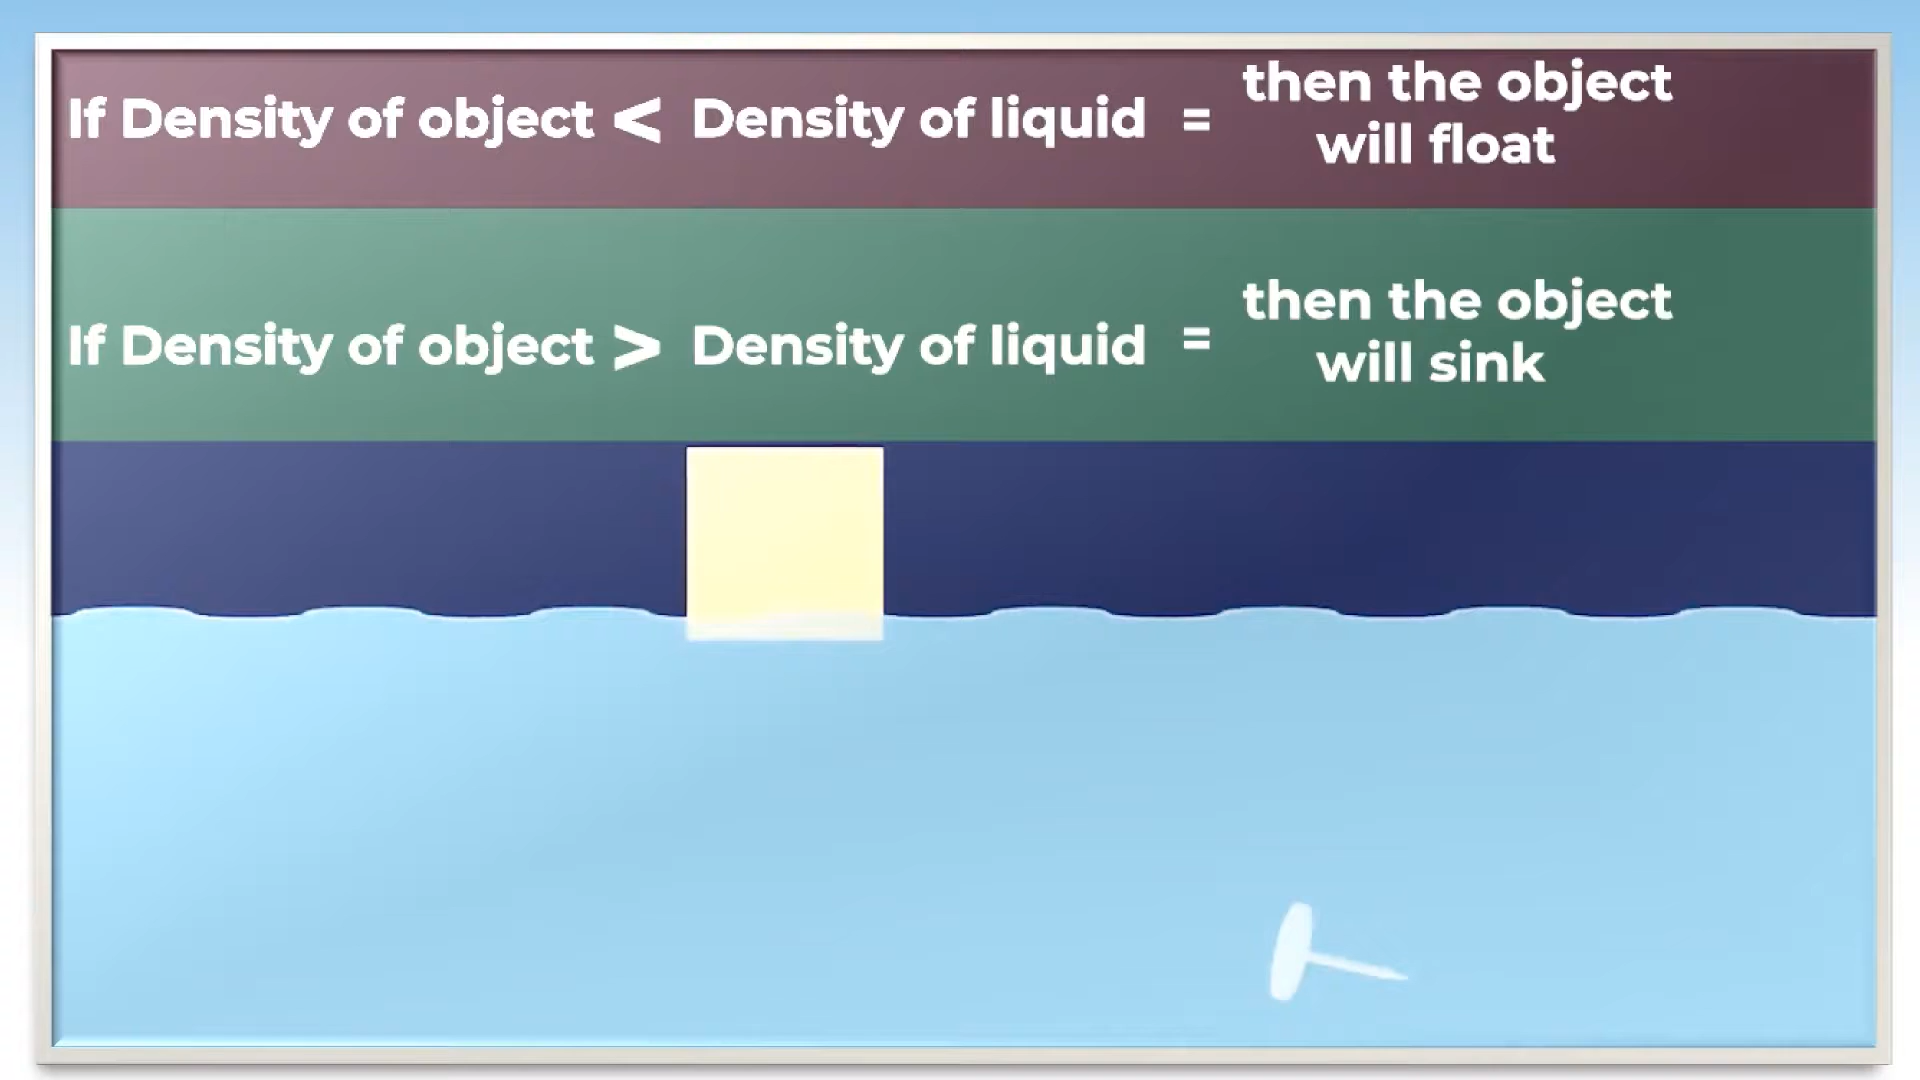 If Density of object < Density of liquid = then the object
will float
If Density of object > Density of liquid = then the object
will sink